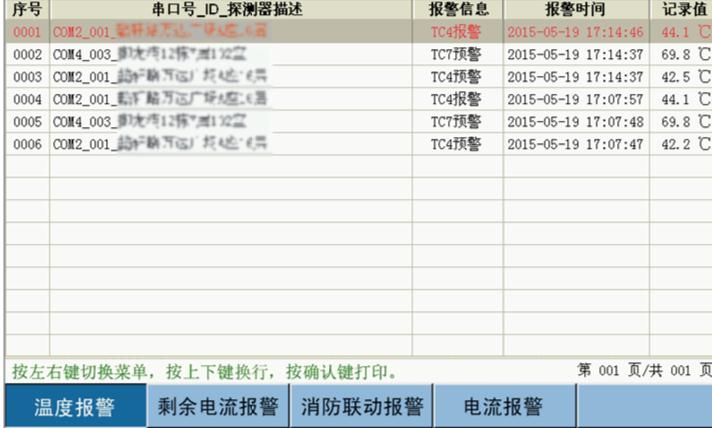 序号 串口号_ID_探测器描述 报警信息 报警时间 记录值
0001 COM2_001_ TC4报警 2015-05-19 17:14:46 44.1 ℃
0002 COM4_003_ TC7预警 2015-05-19 17:14:37 69.8 ℃
0003 COM2_001_ TC4预警 2015-05-19 17:14:37 42.5 ℃
0004 COM2_001_ TC4报警 2015-05-19 17:07:57 44.1 ℃
0005 COM4_003_ TC7预警 2015-05-19 17:07:48 69.8 ℃
0006 COM2_001_ TC4预警 2015-05-19 17:07:47 42.2 ℃
按左右键切换菜单，按上下键换行，按确认键打印。 第 001 页/共 001 页
温度报警 剩余电流报警 消防联动报警 电流报警